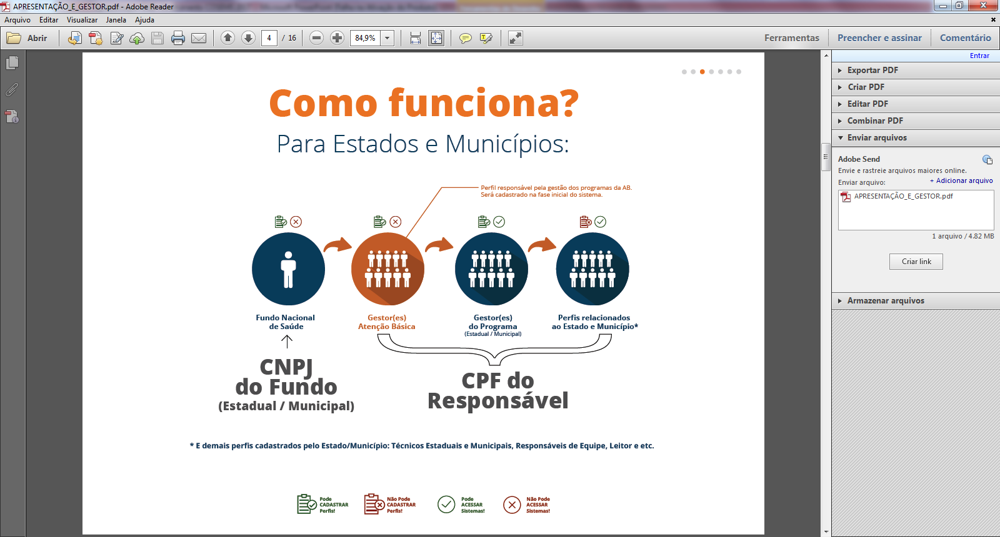 APRESENTAÇÃO_E_GESTOR.pdf - Adobe Reader
Arquivo Editar Visualizar Janela Ajuda
Abrir
4 / 16
84,9%
Ferramentas
Preencher e assinar
Comentário
Entrar
Exportar PDF
Criar PDF
Editar PDF
Combinar PDF
Enviar arquivos
Adobe Send
Envie e rastreie arquivos maiores online.
Enviar arquivo:
+ Adicionar arquivo
APRESENTAÇÃO_E_GESTOR.pdf
1 arquivo / 4.82 MB
Criar link
Armazenar arquivos
Como funciona?
Para Estados e Municípios:
Perfil responsável pela gestão dos programas da AB.
Será cadastrado na fase inicial do sistema.
Fundo Nacional
de Saúde
Gestor(es)
Atenção Básica
Gestor(es)
do Programa
(Estadual / Municipal)
Perfis relacionados
ao Estado e Município*
CNPJ
do Fundo
(Estadual / Municipal)
CPF do
Responsável
* E demais perfis cadastrados pelo Estado/Município: Técnicos Estaduais e Municipais, Responsáveis de Equipe, Leitor e etc.
Pode
CADASTRAR
Perfis!
Não Pode
CADASTRAR
Perfis!
Pode
ACESSAR
Sistemas!
Não Pode
ACESSAR
Sistemas!